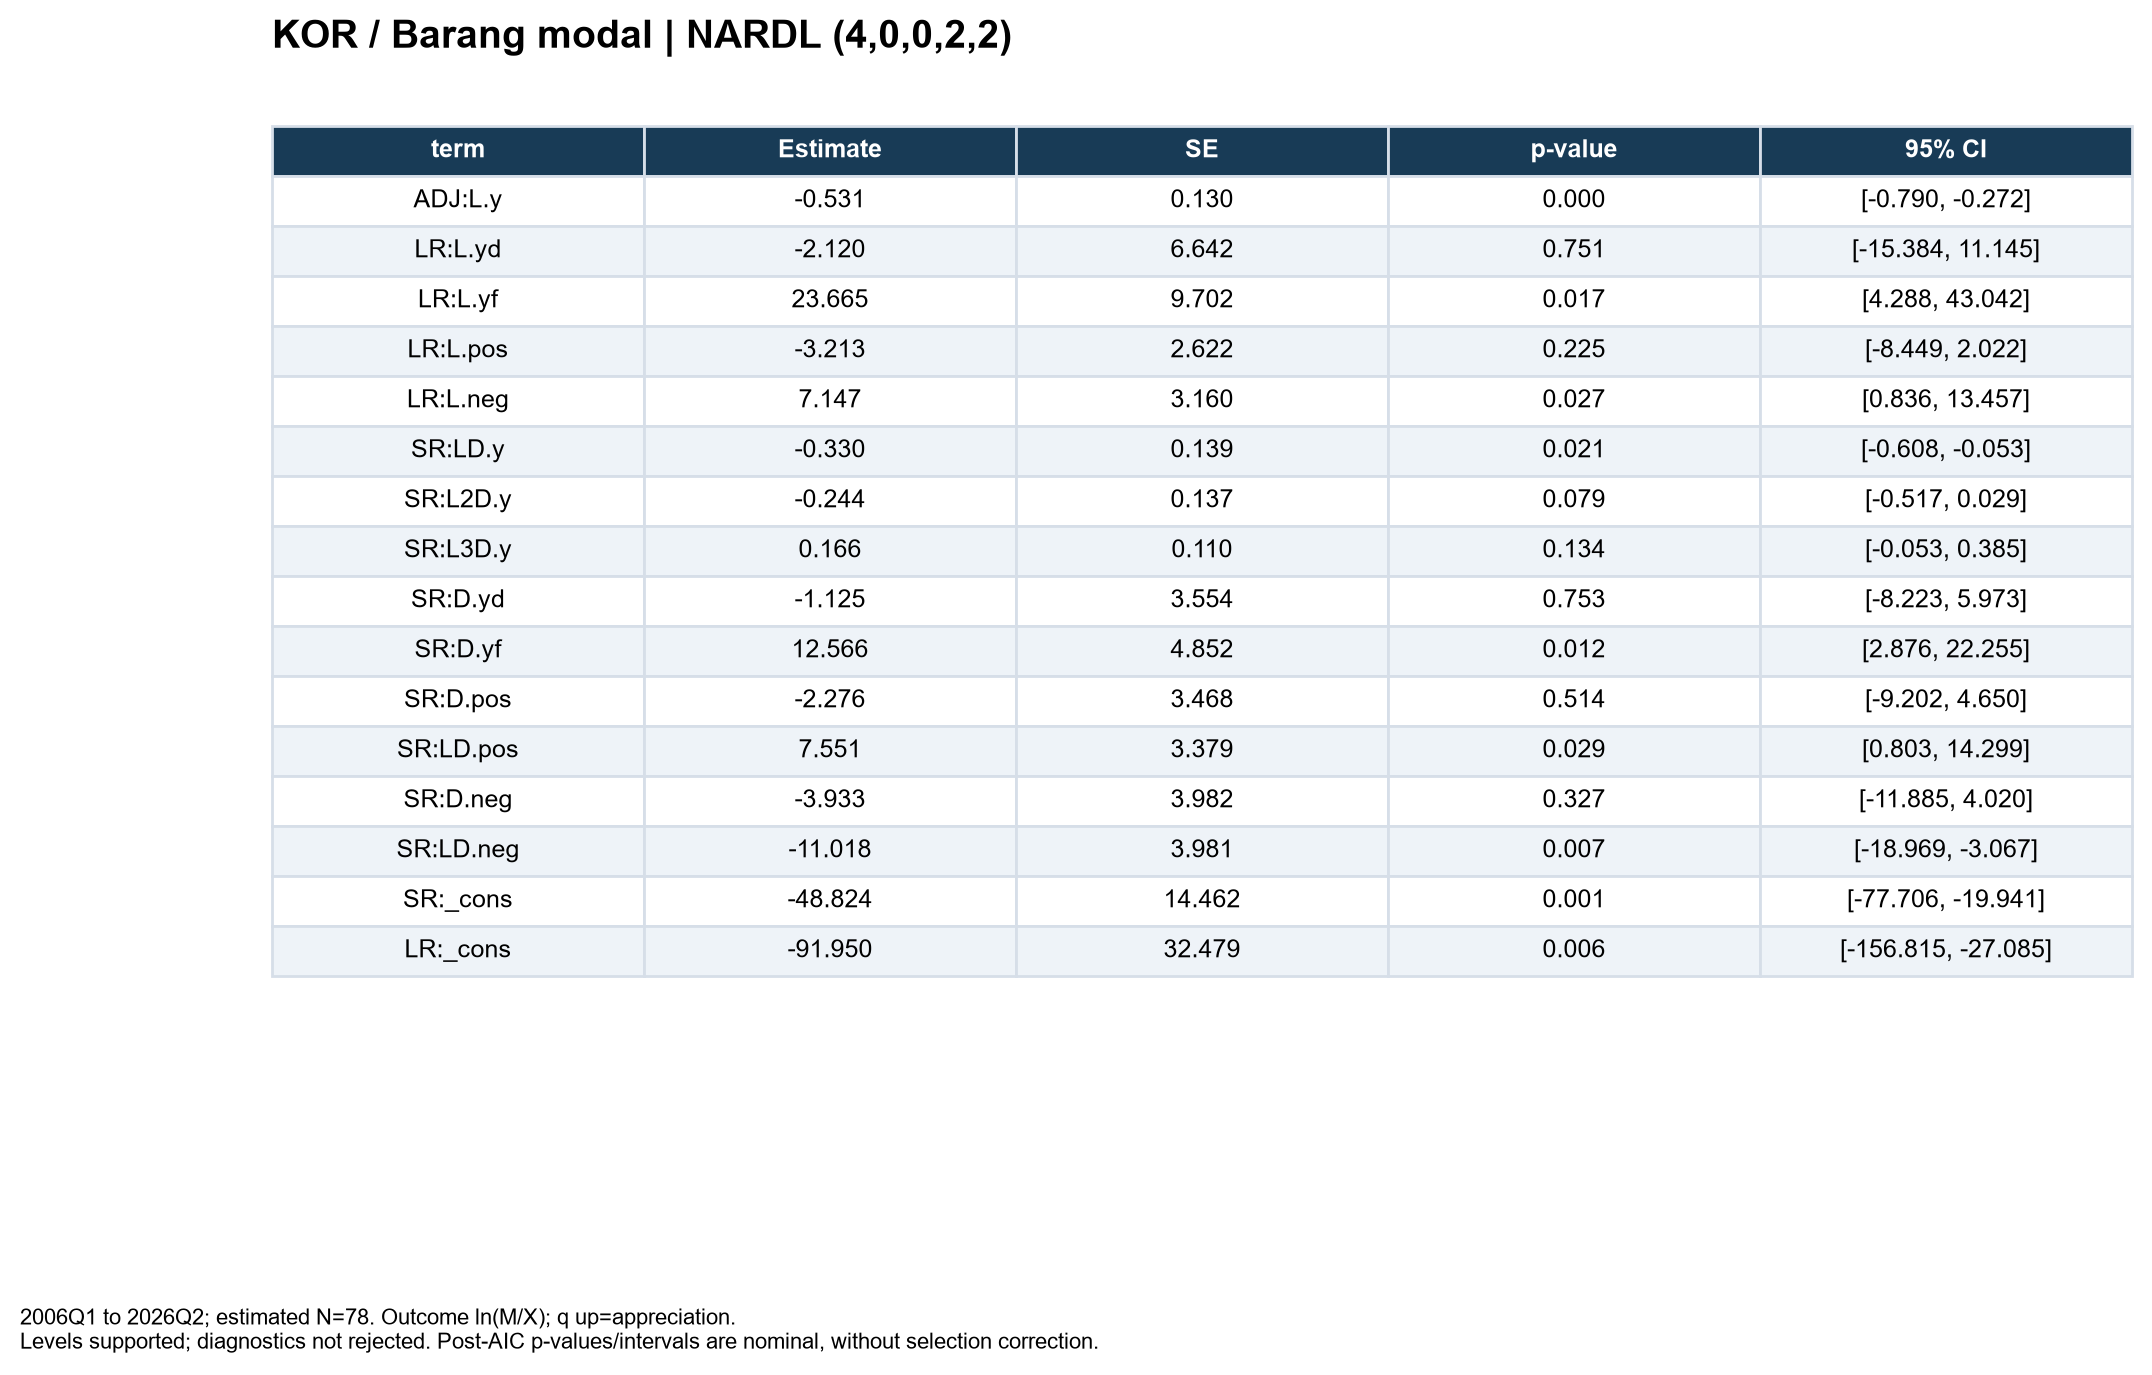 KOR / Barang modal | NARDL (4,0,0,2,2)
term Estimate SE p-value 95% CI
ADJ:L.y -0.531 0.130 0.000 [-0.790, -0.272]
LR:L.yd -2.120 6.642 0.751 [-15.384, 11.145]
LR:L.yf 23.665 9.702 0.017 [4.288, 43.042]
LR:L.pos -3.213 2.622 0.225 [-8.449, 2.022]
LR:L.neg 7.147 3.160 0.027 [0.836, 13.457]
SR:LD.y -0.330 0.139 0.021 [-0.608, -0.053]
SR:L2D.y -0.244 0.137 0.079 [-0.517, 0.029]
SR:L3D.y 0.166 0.110 0.134 [-0.053, 0.385]
SR:D.yd -1.125 3.554 0.753 [-8.223, 5.973]
SR:D.yf 12.566 4.852 0.012 [2.876, 22.255]
SR:D.pos -2.276 3.468 0.514 [-9.202, 4.650]
SR:LD.pos 7.551 3.379 0.029 [0.803, 14.299]
SR:D.neg -3.933 3.982 0.327 [-11.885, 4.020]
SR:LD.neg -11.018 3.981 0.007 [-18.969, -3.067]
SR:_cons -48.824 14.462 0.001 [-77.706, -19.941]
LR:_cons -91.950 32.479 0.006 [-156.815, -27.085]
2006Q1 to 2026Q2; estimated N=78. Outcome ln(M/X); q up=appreciation.
Levels supported; diagnostics not rejected. Post-AIC p-values/intervals are nominal, without selection correction.